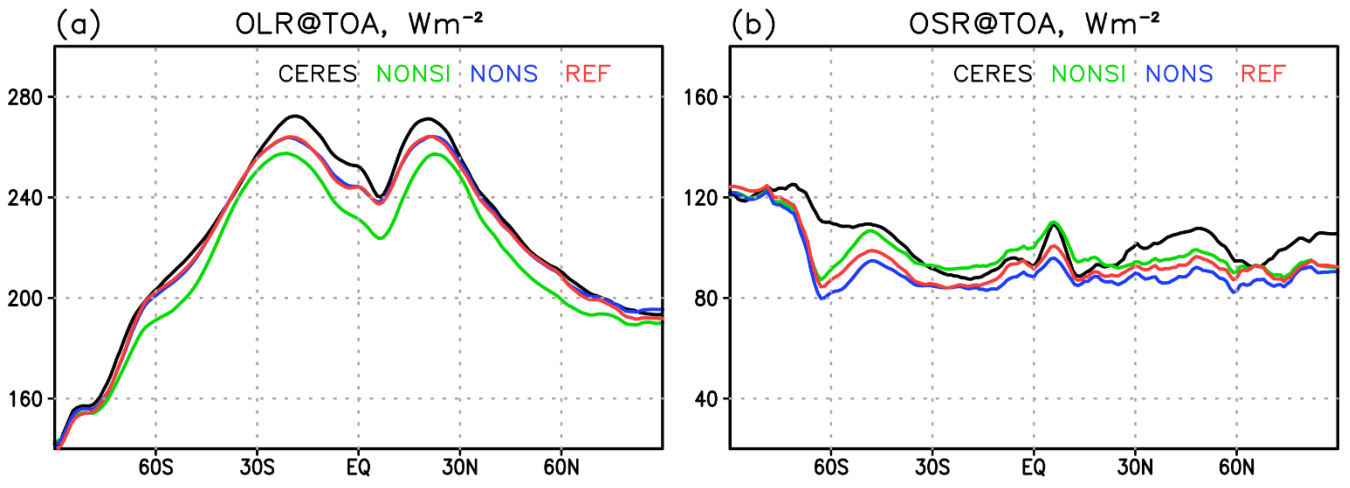 (a) OLR@TOA, Wm⁻²
CERES NONSI NONS REF
280
240
200
160
60S 30S EQ 30N 60N
(b) OSR@TOA, Wm⁻²
CERES NONSI NONS REF
160
120
80
40
60S 30S EQ 30N 60N